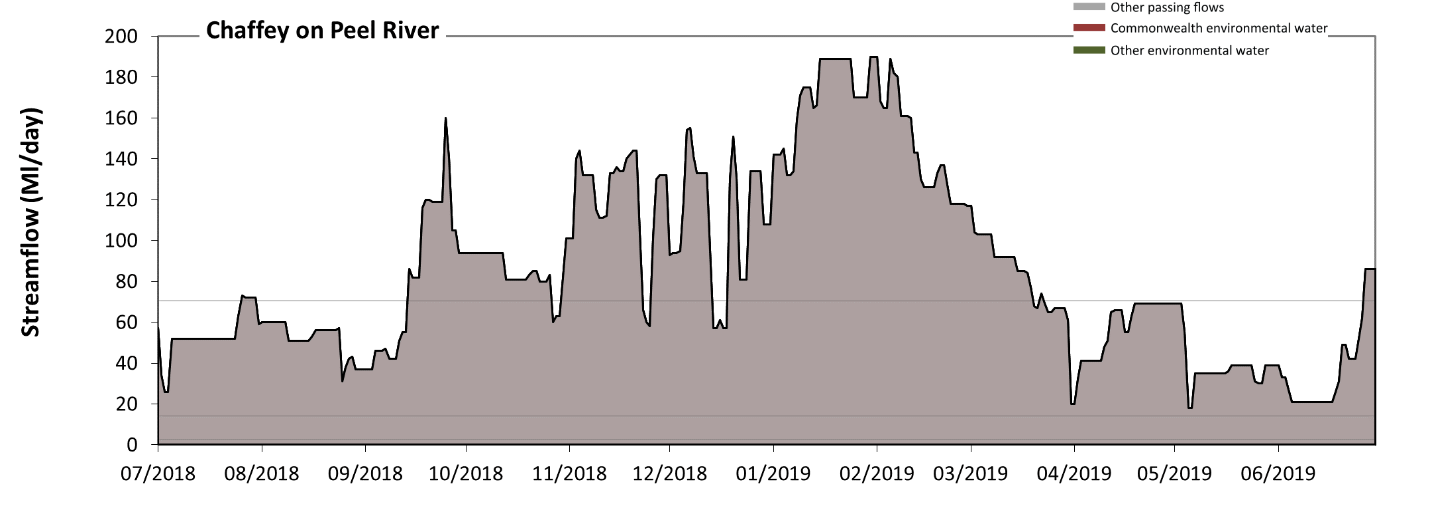 Other passing flows
Chaffey on Peel River
Commonwealth environmental water
Other environmental water
Streamflow (Ml/day)
200
180
160
140
120
100
80
60
40
20
0
07/2018 08/2018 09/2018 10/2018 11/2018 12/2018 01/2019 02/2019 03/2019 04/2019 05/2019 06/2019